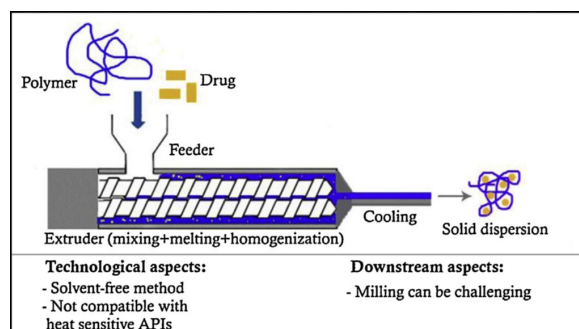 Polymer
Drug
Feeder
Cooling
Extruder (mixing+melting+homogenization)
Solid dispersion
Technological aspects:
- Solvent-free method
- Not compatible with
heat sensitive APIs
Downstream aspects:
- Milling can be challenging